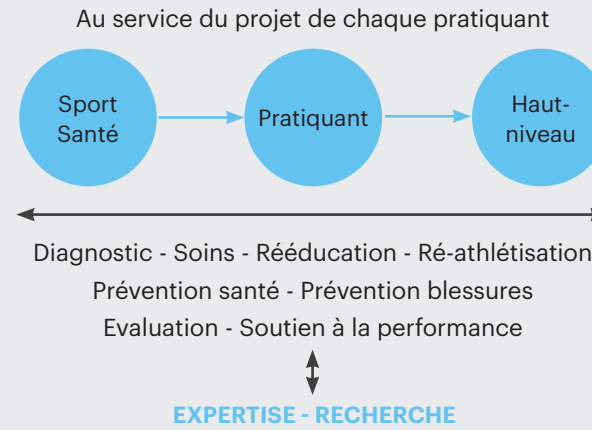 Au service du projet de chaque pratiquant
Sport
Santé
Pratiquant
Haut-
niveau
Diagnostic - Soins - Rééducation - Ré-athlétisation
Prévention santé - Prévention blessures
Evaluation - Soutien à la performance
EXPERTISE - RECHERCHE